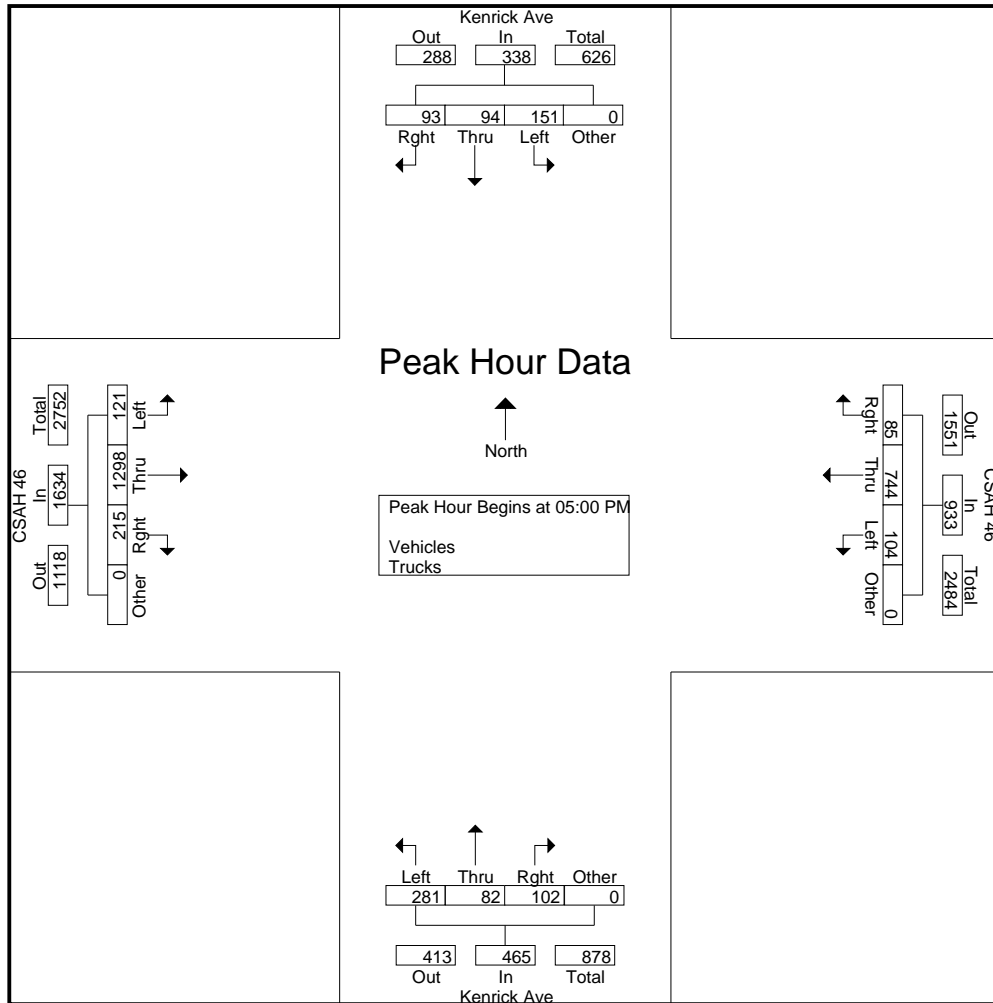 Kenrick Ave
Out In Total
288 338 626
93 94 151 0
Rght Thru Left Other
Peak Hour Data
North
Peak Hour Begins at 05:00 PM
Vehicles
Trucks
CSAH 46
Total In Out
2752 1634 1118
121 1298 215 0
Left Thru Rght Other
CSAH 46
Out In Total
1551 933 2484
85 744 104 0
Rght Thru Left Other
Left Thru Rght Other
281 82 102 0
413 465 878
Out In Total
Kenrick Ave